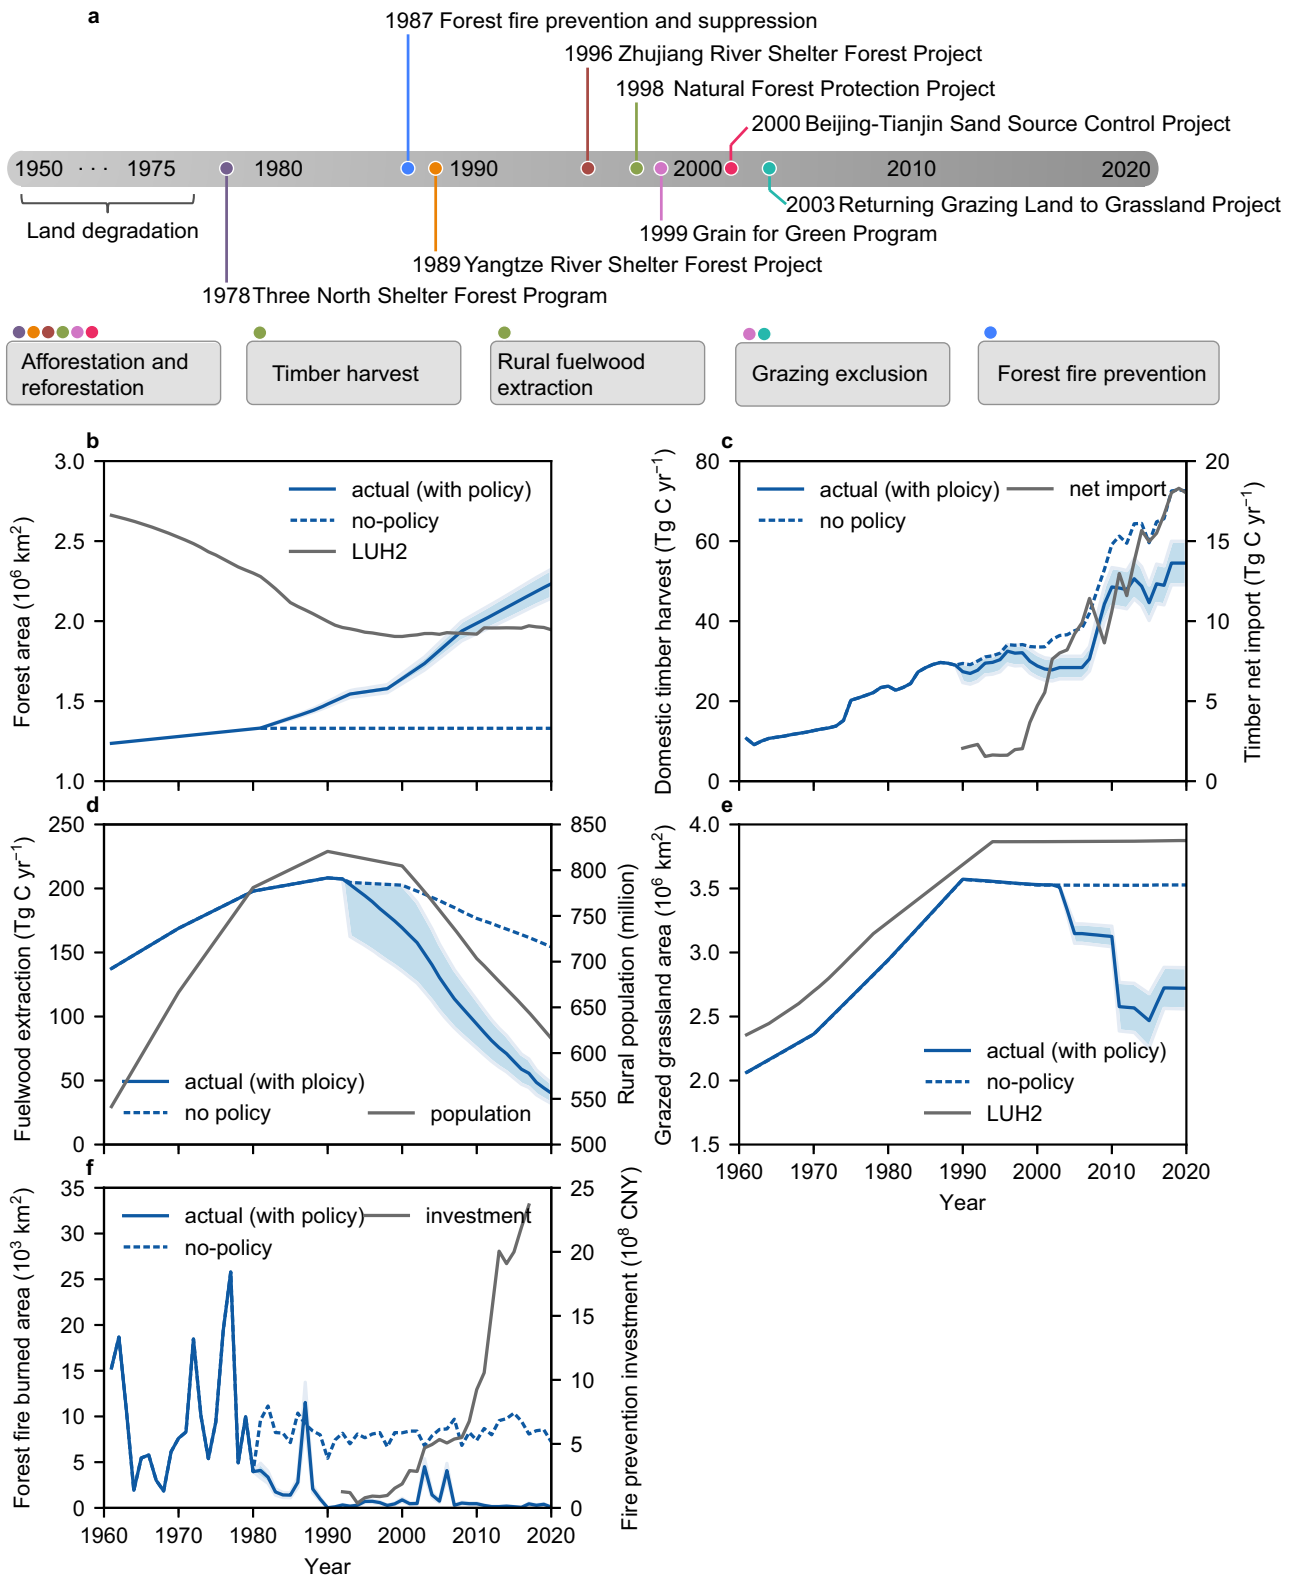 a
1987 Forest fire prevention and suppression
1996 Zhujiang River Shelter Forest Project
1998 Natural Forest Protection Project
2000 Beijing-Tianjin Sand Source Control Project
1950 ··· 1975 1980 1990 2000 2010 2020
2003 Returning Grazing Land to Grassland Project
Land degradation
1999 Grain for Green Program
1989 Yangtze River Shelter Forest Project
1978 Three North Shelter Forest Program
Afforestation and
reforestation
Timber harvest
Rural fuelwood
extraction
Grazing exclusion
Forest fire prevention
b
Forest area (10⁶ km²)
3.0
2.5
2.0
1.5
1.0
actual (with policy)
no-policy
LUH2
c
Domestic timber harvest (Tg C yr⁻¹)
80
60
40
20
0
actual (with ploicy)
no policy
net import
20
15
10
5
0
Timber net import (Tg C yr⁻¹)
d
Fuelwood extraction (Tg C yr⁻¹)
250
200
150
100
50
0
actual (with ploicy)
no policy
population
850
800
750
700
650
600
550
500
Rural population (million)
e
Grazed grassland area (10⁶ km²)
4.0
3.5
3.0
2.5
2.0
1.5
actual (with policy)
no-policy
LUH2
1960 1970 1980 1990 2000 2010 2020
Year
f
Forest fire burned area (10³ km²)
35
30
25
20
15
10
5
0
actual (with policy)
no-policy
investment
25
20
15
10
5
0
Fire prevention investment (10⁸ CNY)
1960 1970 1980 1990 2000 2010 2020
Year